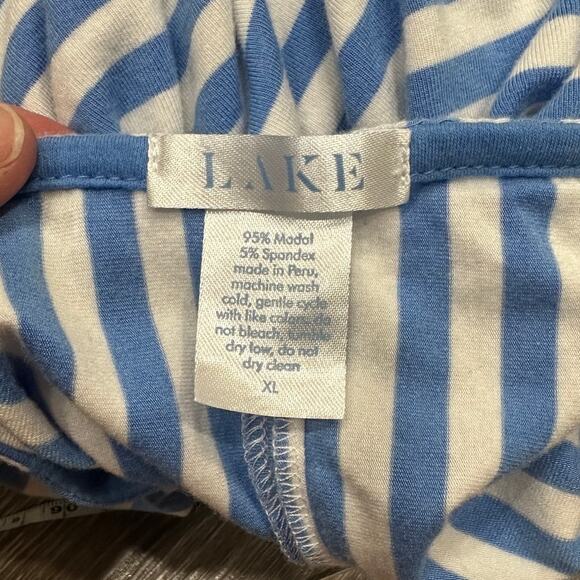 LAKE
95% Modal
5% Spandex
made in Peru,
machine wash
cold, gentle cycle
with like colors, do
not bleach, tumble
dry low, do not
dry clean
XL